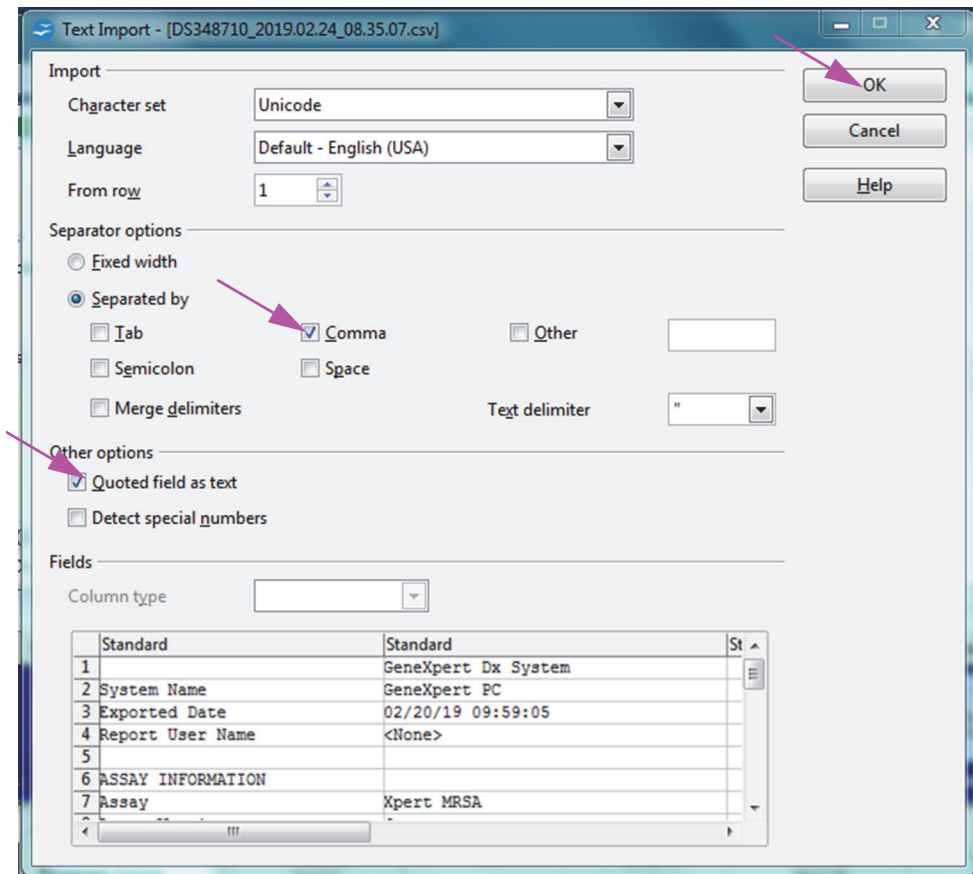 Text Import - [DS348710_2019.02.24_08.35.07.csv]
Import
OK
Character set Unicode
Cancel
Language Default - English (USA)
Help
From row 1
Separator options
Fixed width
Separated by
Tab Comma Other
Semicolon Space
Merge delimiters Text delimiter "
Other options
Quoted field as text
Detect special numbers
Fields
Column type
Standard Standard St
1 GeneXpert Dx System
2 System Name GeneXpert PC
3 Exported Date 02/20/19 09:59:05
4 Report User Name <None>
5
6 ASSAY INFORMATION
7 Assay Xpert MRSA